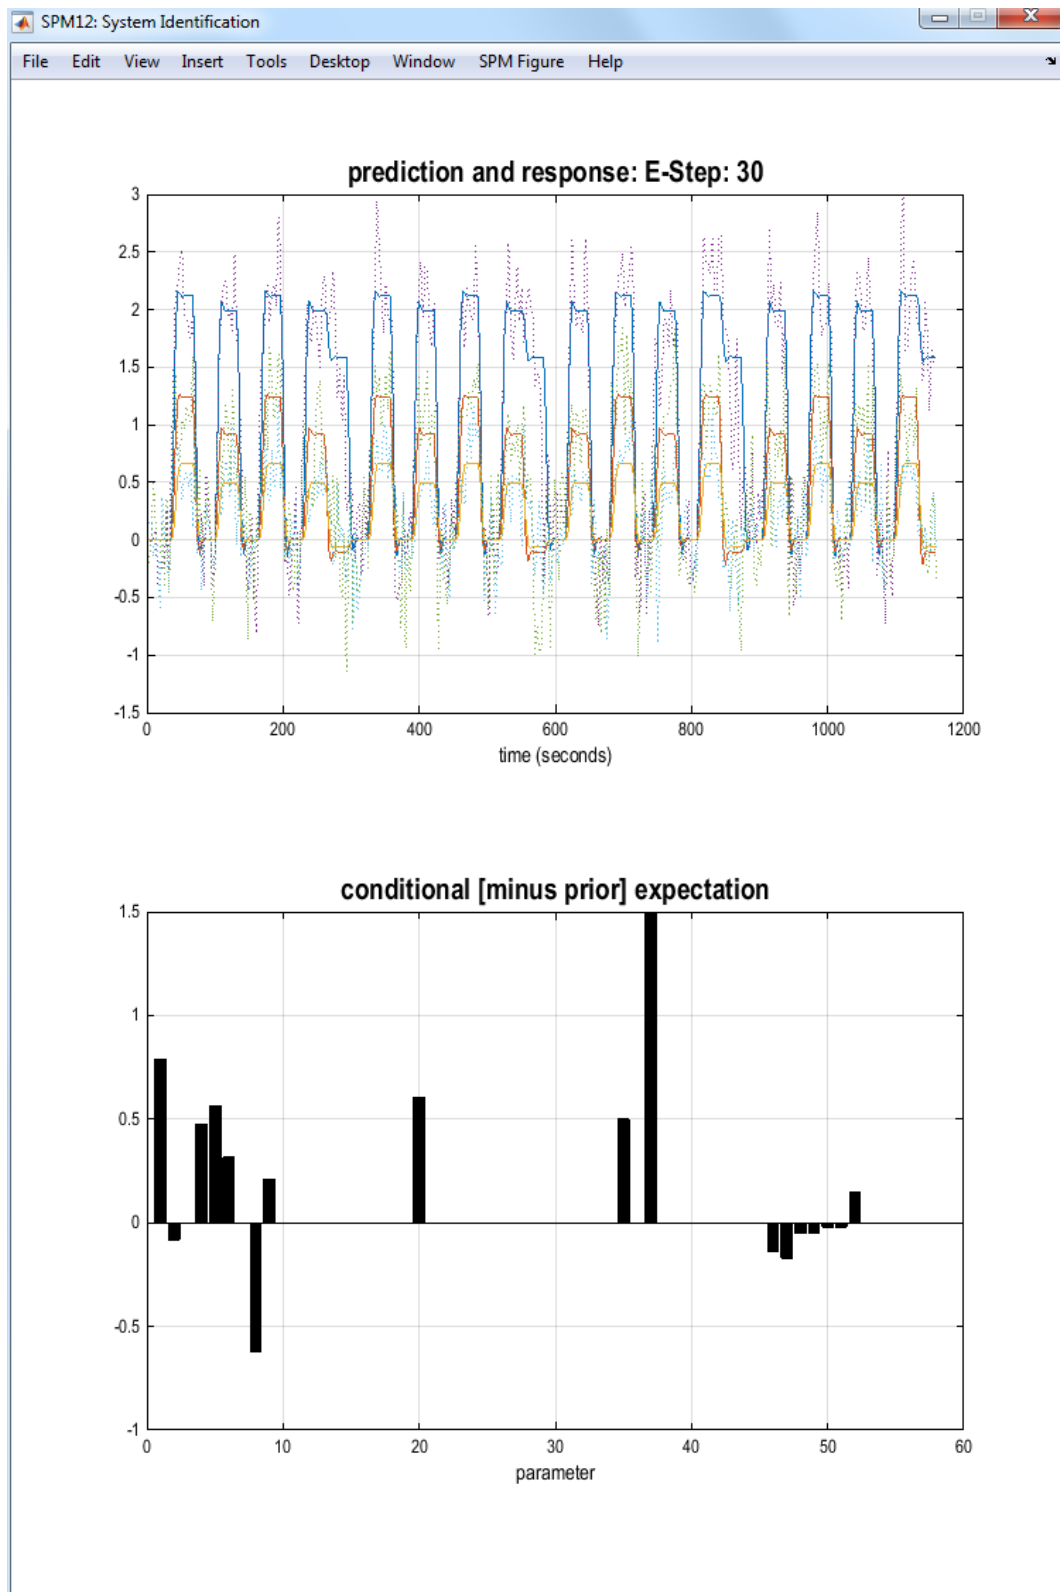 SPM12: System Identification
File Edit View Insert Tools Desktop Window SPM Figure Help
prediction and response: E-Step: 30
3
2.5
2
1.5
1
0.5
0
-0.5
-1
-1.5
0 200 400 600 800 1000 1200
time (seconds)
conditional [minus prior] expectation
1.5
1
0.5
0
-0.5
-1
0 10 20 30 40 50 60
parameter